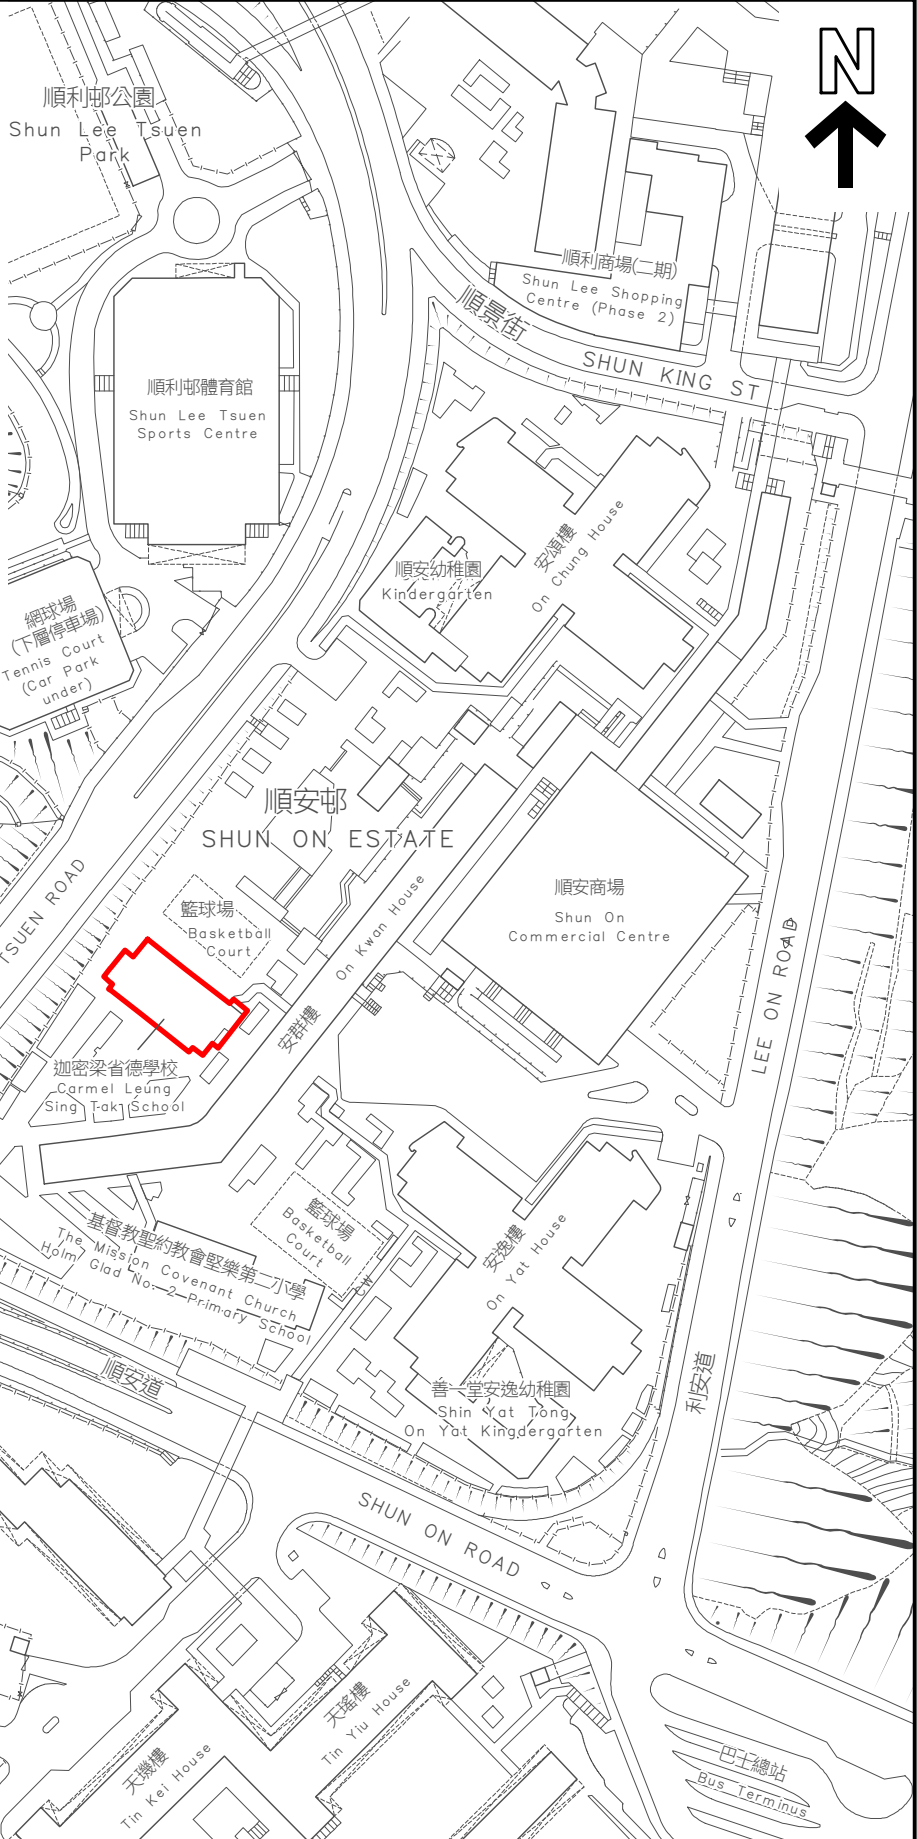 N
順利邨公園
Shun Lee Tsuen
Park
順利商場(二期)
Shun Lee Shopping
Centre (Phase 2)
順景街
SHUN KING ST
順利邨體育館
Shun Lee Tsuen
Sports Centre
安頌樓
On Chung House
順安幼稚園
Kindergarten
網球場
(下層停車場)
Tennis Court
(Car Park
under)
順安邨
SHUN ON ESTATE
TSUEN ROAD
籃球場
Basketball
Court
On Kwan House
安群樓
順安商場
Shun On
Commercial Centre
LEE ON ROAD
迦密梁省德學校
Carmel Leung
Sing Tak School
籃球場
Basketball
Court
CW
基督教聖約教會堅樂第二小學
The Mission Covenant Church
Holm
Glad No. 2 Primary School
安逸樓
On Yat House
順安道
利安道
善一堂安逸幼稚園
Shin Yat Tong
On Yat Kingdergarten
SHUN ON ROAD
天瑤樓
Tin Yiu House
天璣樓
Tin Kei House
巴士總站
Bus Terminus